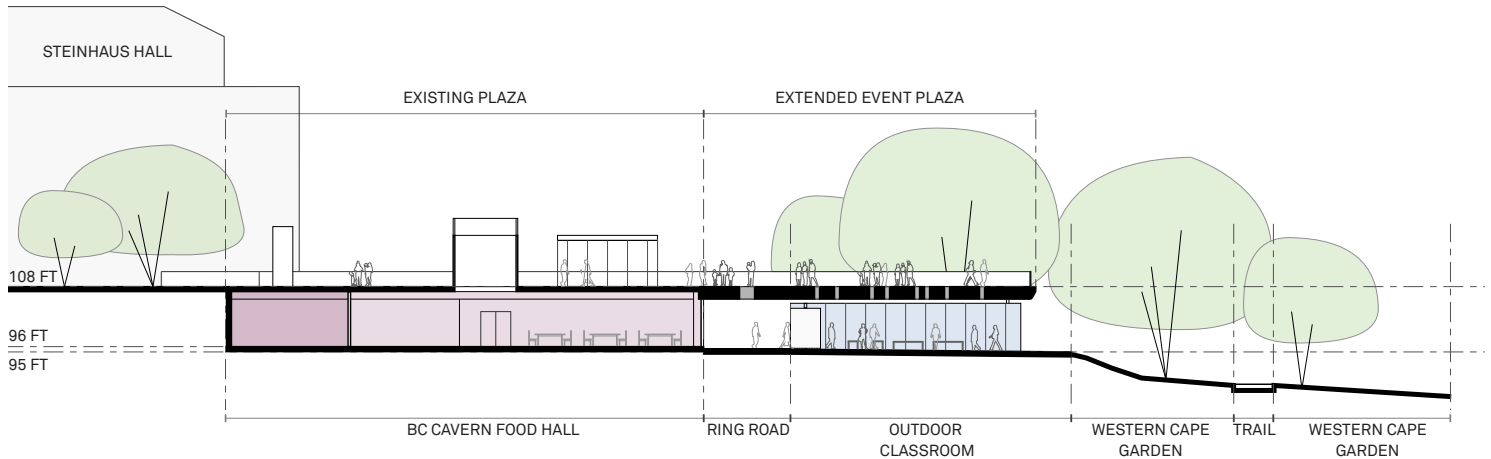 STEINHAUS HALL
EXISTING PLAZA
EXTENDED EVENT PLAZA
108 FT
96 FT
95 FT
BC CAVERN FOOD HALL
RING ROAD
OUTDOOR
CLASSROOM
WESTERN CAPE
GARDEN
TRAIL
WESTERN CAPE
GARDEN